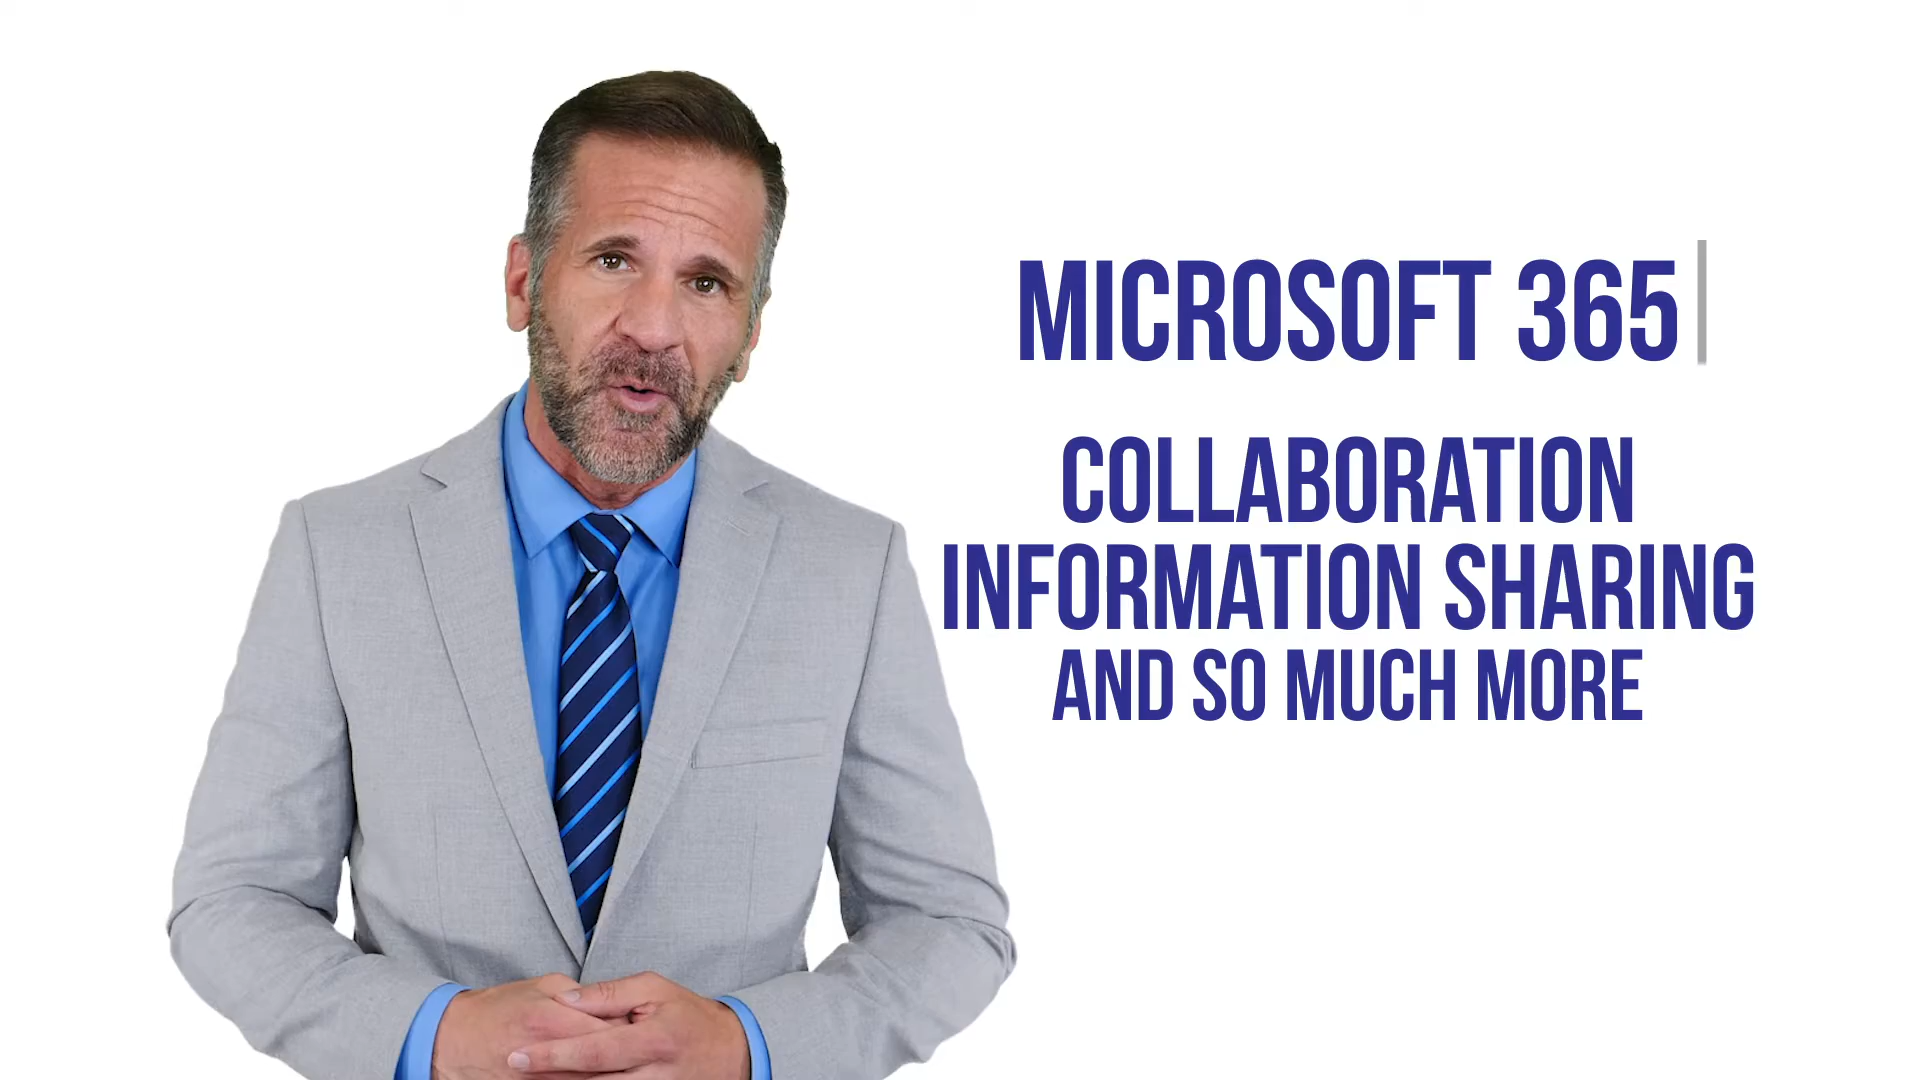 MICROSOFT 365
COLLABORATION
INFORMATION SHARING
AND SO MUCH MORE